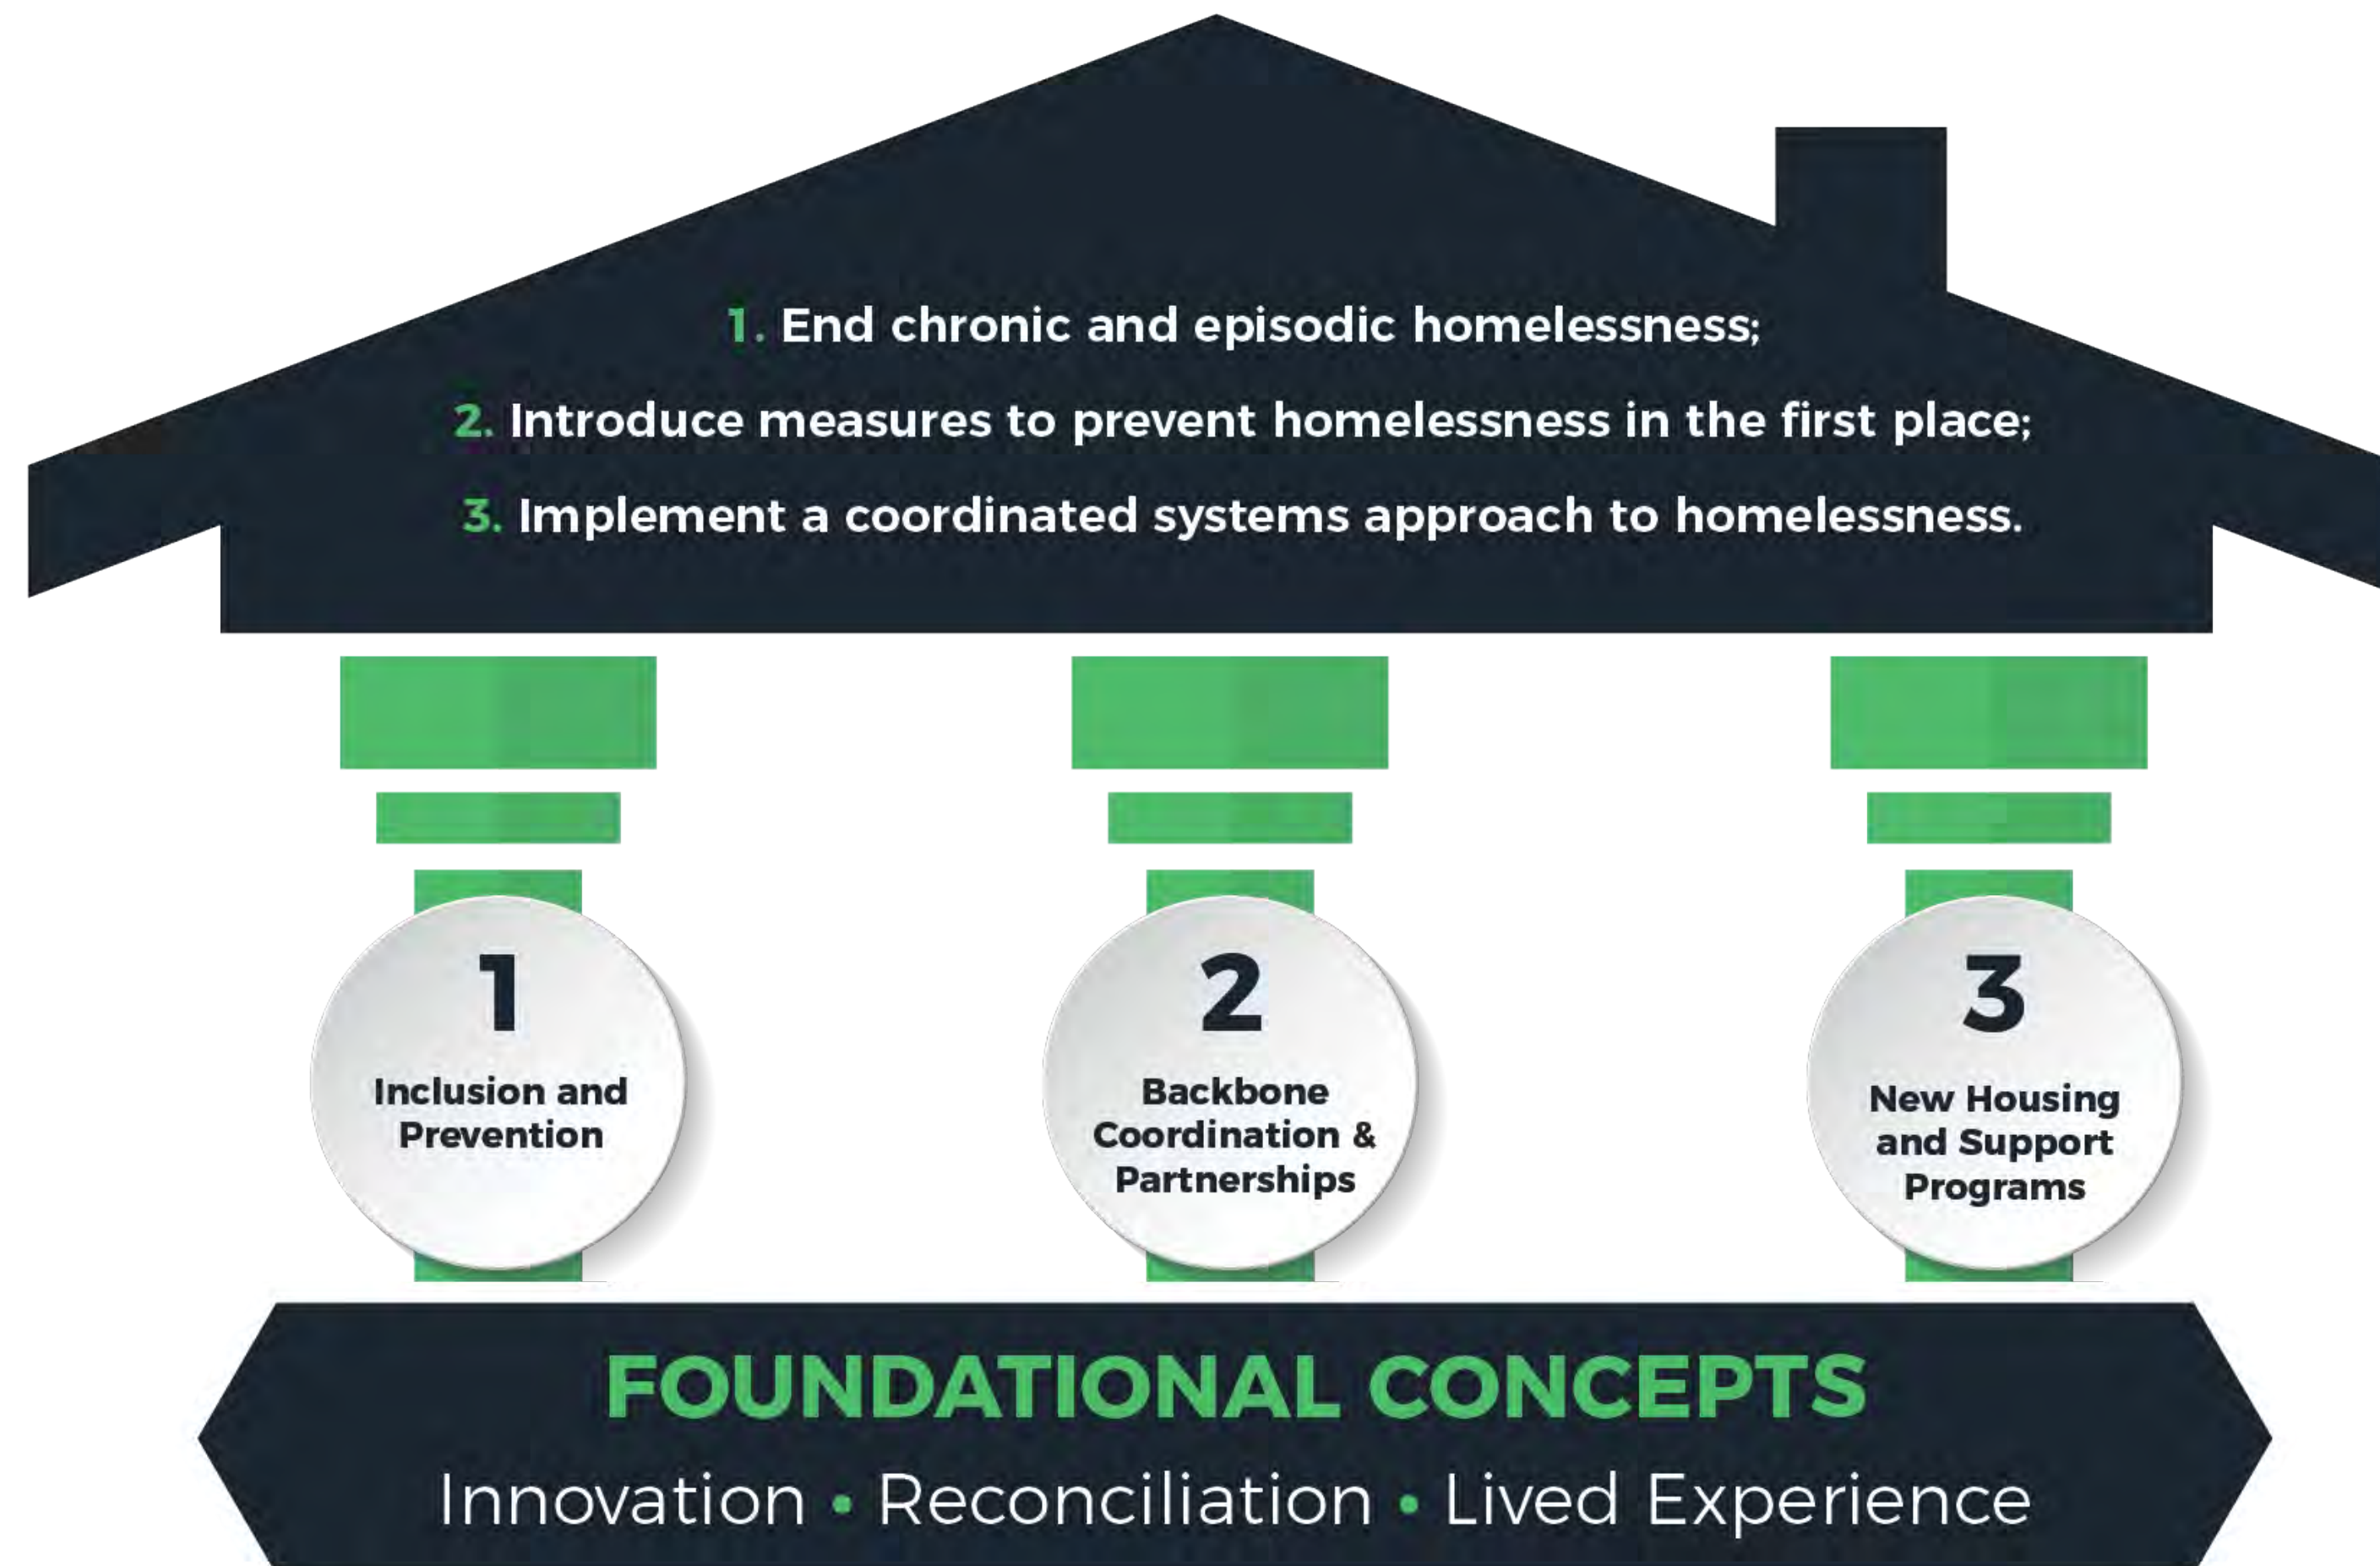 1. End chronic and episodic homelessness;
2. Introduce measures to prevent homelessness in the first place;
3. Implement a coordinated systems approach to homelessness.
1
Inclusion and
Prevention
2
Backbone
Coordination &
Partnerships
3
New Housing
and Support
Programs
FOUNDATIONAL CONCEPTS
Innovation • Reconciliation • Lived Experience